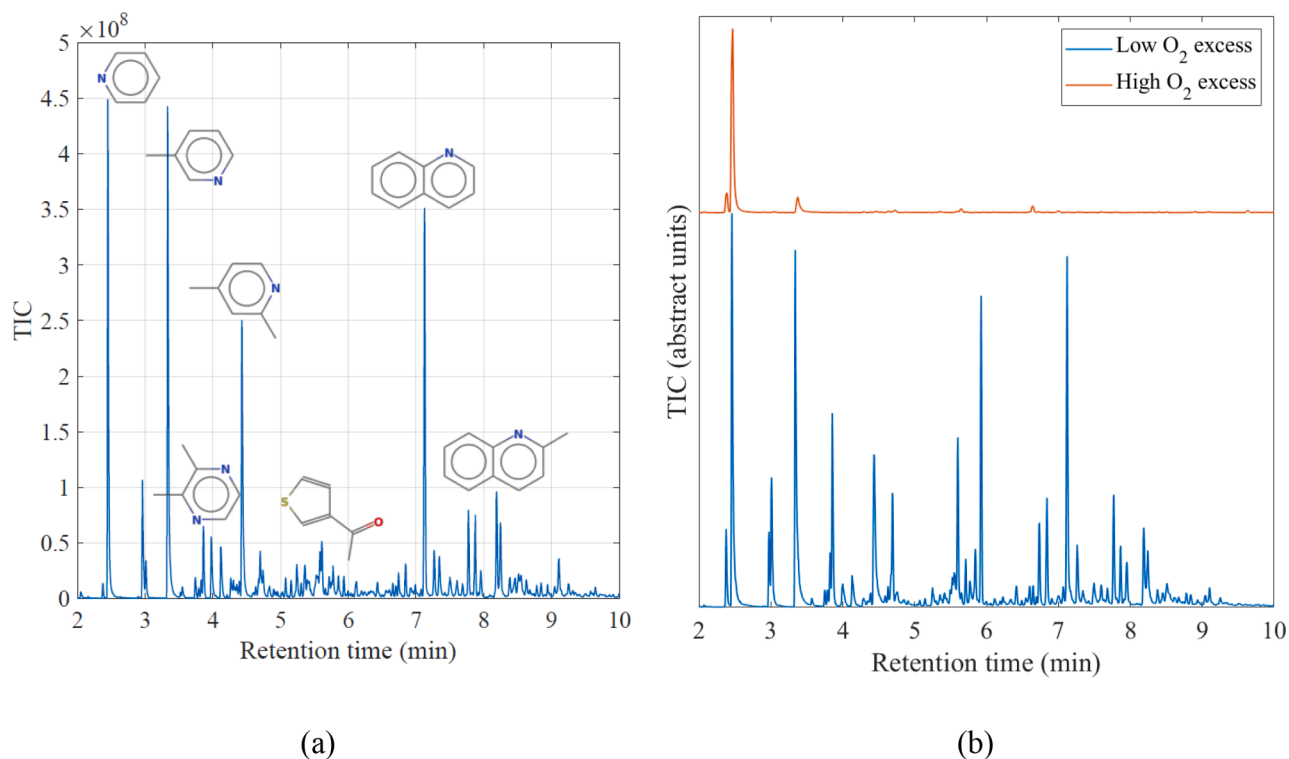 ×10⁸
5
4.5
4
3.5
3
2.5
2
1.5
1
0.5
0
TIC
N
N
N
N
N
N
S
O
N
2 3 4 5 6 7 8 9 10
Retention time (min)
(a)
Low O₂ excess
High O₂ excess
TIC (abstract units)
2 3 4 5 6 7 8 9 10
Retention time (min)
(b)